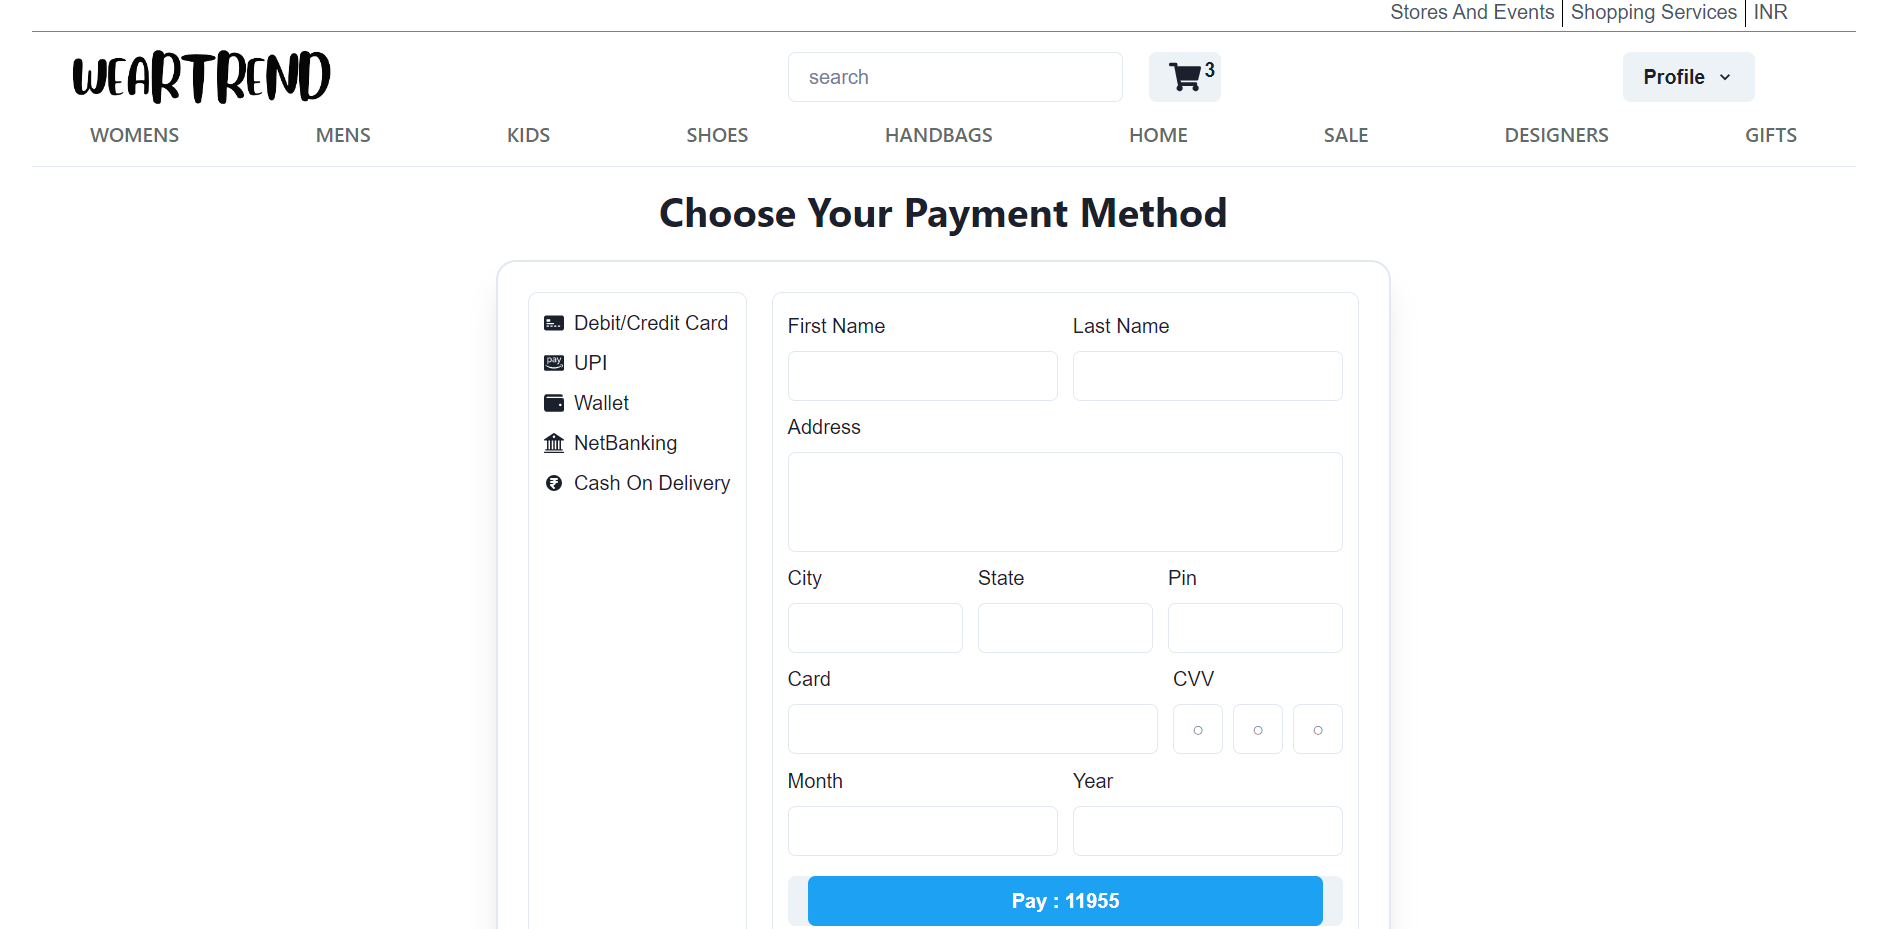 Stores And Events Shopping Services INR
WEARTREND
search
3
Profile
WOMENS MENS KIDS SHOES HANDBAGS HOME SALE DESIGNERS GIFTS
Choose Your Payment Method
Debit/Credit Card
pay UPI
Wallet
NetBanking
₹ Cash On Delivery
First Name Last Name
Address
City State Pin
Card CVV
Month Year
Pay : 11955